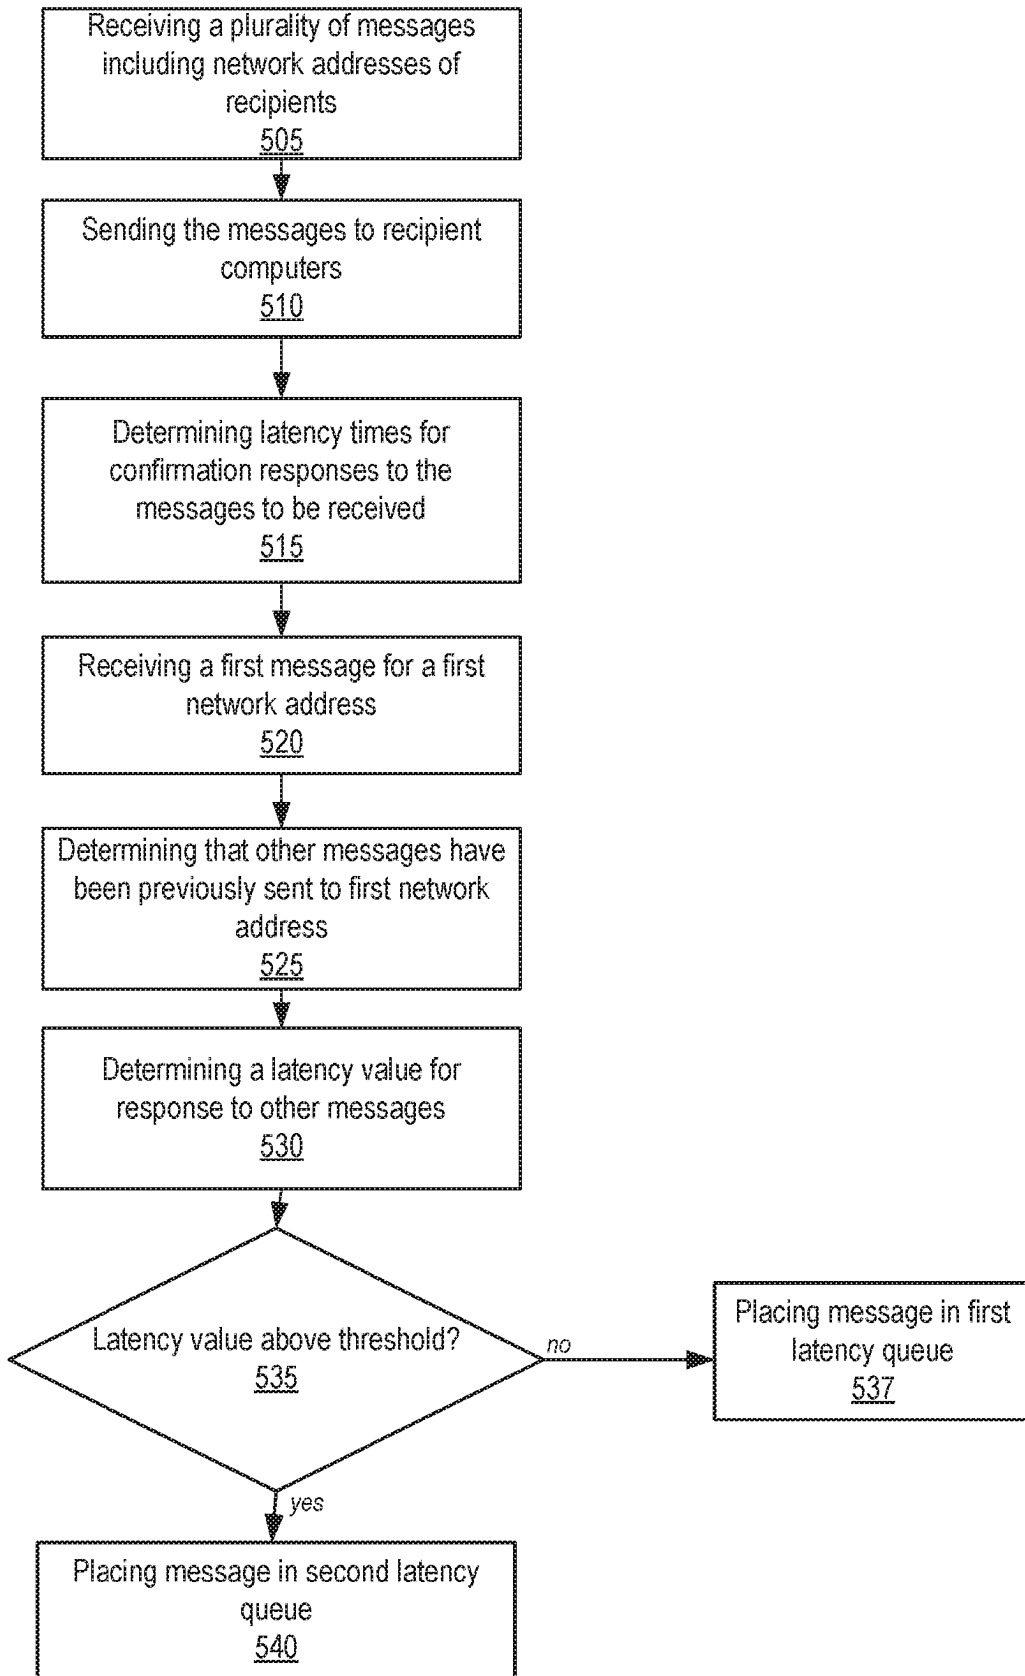 Receiving a plurality of messages
including network addresses of
recipients
505
Sending the messages to recipient
computers
510
Determining latency times for
confirmation responses to the
messages to be received
515
Receiving a first message for a first
network address
520
Determining that other messages have
been previously sent to first network
address
525
Determining a latency value for
response to other messages
530
Latency value above threshold?
535
no
Placing message in first
latency queue
537
yes
Placing message in second latency
queue
540